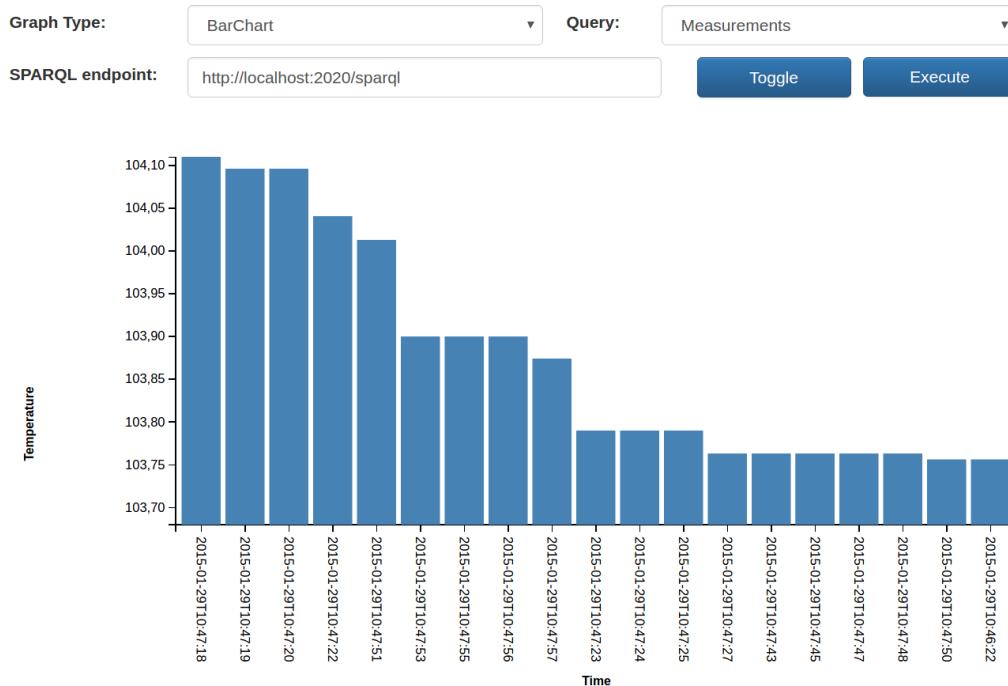 Graph Type: BarChart Query: Measurements
SPARQL endpoint: http://localhost:2020/sparql Toggle Execute
104,10
104,05
104,00
103,95
103,90
103,85
103,80
103,75
103,70
Temperature
2015-01-29T10:47:18
2015-01-29T10:47:19
2015-01-29T10:47:20
2015-01-29T10:47:22
2015-01-29T10:47:51
2015-01-29T10:47:53
2015-01-29T10:47:55
2015-01-29T10:47:56
2015-01-29T10:47:57
2015-01-29T10:47:23
2015-01-29T10:47:24
2015-01-29T10:47:25
2015-01-29T10:47:27
2015-01-29T10:47:43
2015-01-29T10:47:45
2015-01-29T10:47:47
2015-01-29T10:47:48
2015-01-29T10:47:50
2015-01-29T10:46:22
Time